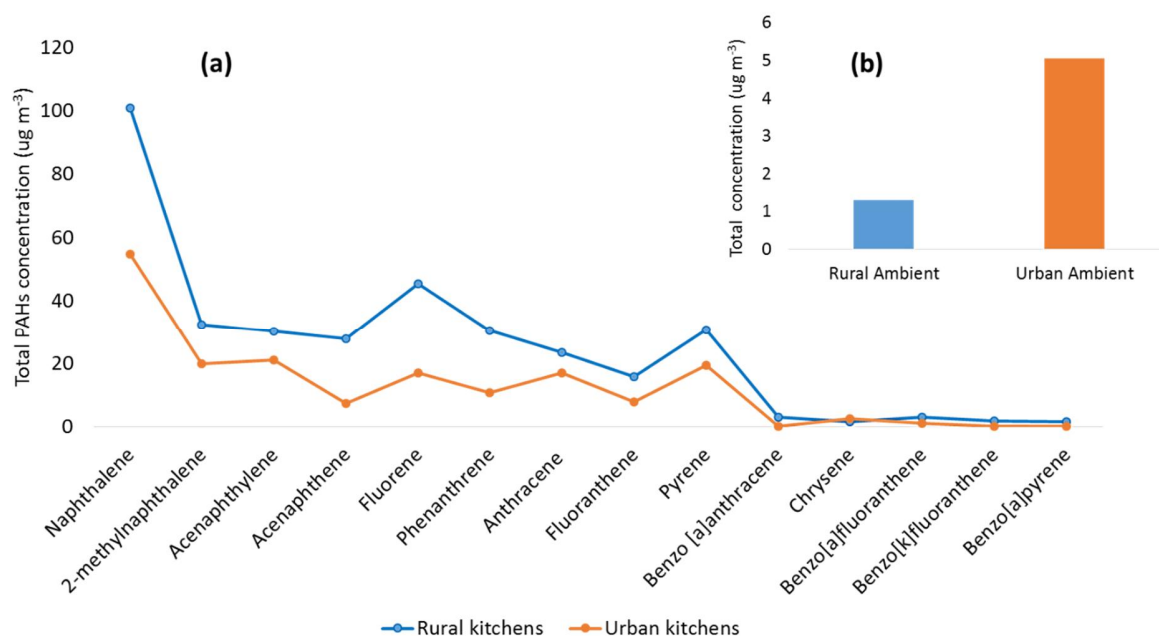 (a)
Total PAHs concentration (ug m-3)
120
100
80
60
40
20
0
Naphthalene
2-methylnaphthalene
Acenaphthylene
Acenaphthene
Fluorene
Phenanthrene
Anthracene
Fluoranthene
Pyrene
Benzo [a]anthracene
Chrysene
Benzo[a]fluoranthene
Benzo[k]fluoranthene
Benzo[a]pyrene
Rural kitchens
Urban kitchens
(b)
Total concentration (ug m-3)
6
5
4
3
2
1
0
Rural Ambient
Urban Ambient